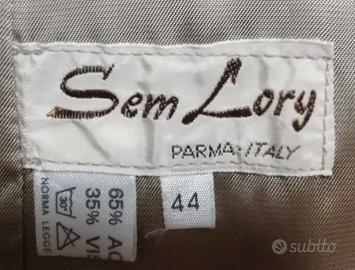 Sem Lory
PARMA-ITALY
44
65% AC
35% VIS
30°
NORMA LEGGE
subito